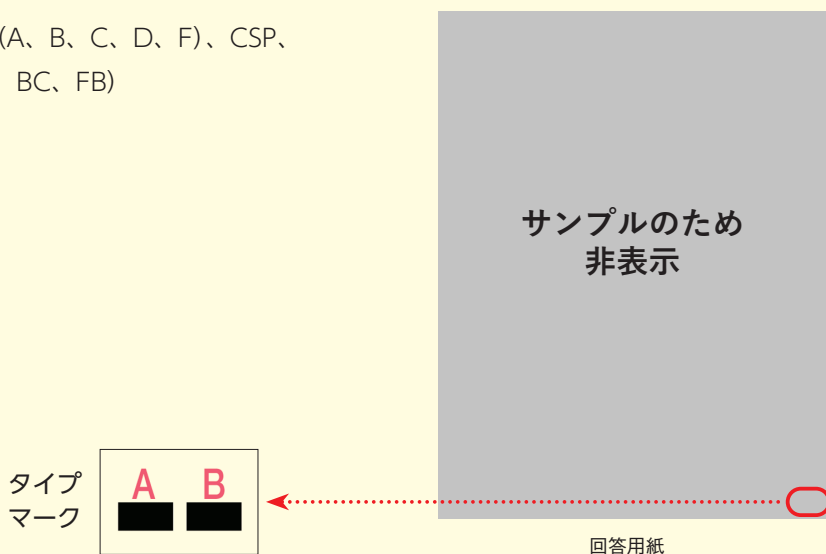 (A、B、C、D、F)、CSP、
BC、FB)
サンプルのため
非表示
タイプ
マーク
A B
回答用紙